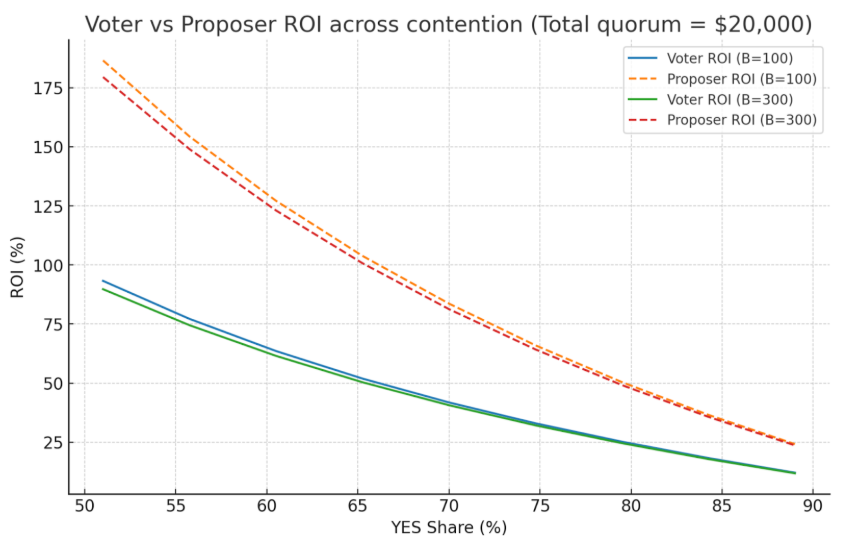 Voter vs Proposer ROI across contention (Total quorum = $20,000)
Voter ROI (B=100)
Proposer ROI (B=100)
Voter ROI (B=300)
Proposer ROI (B=300)
ROI (%)
175
150
125
100
75
50
25
50 55 60 65 70 75 80 85 90
YES Share (%)